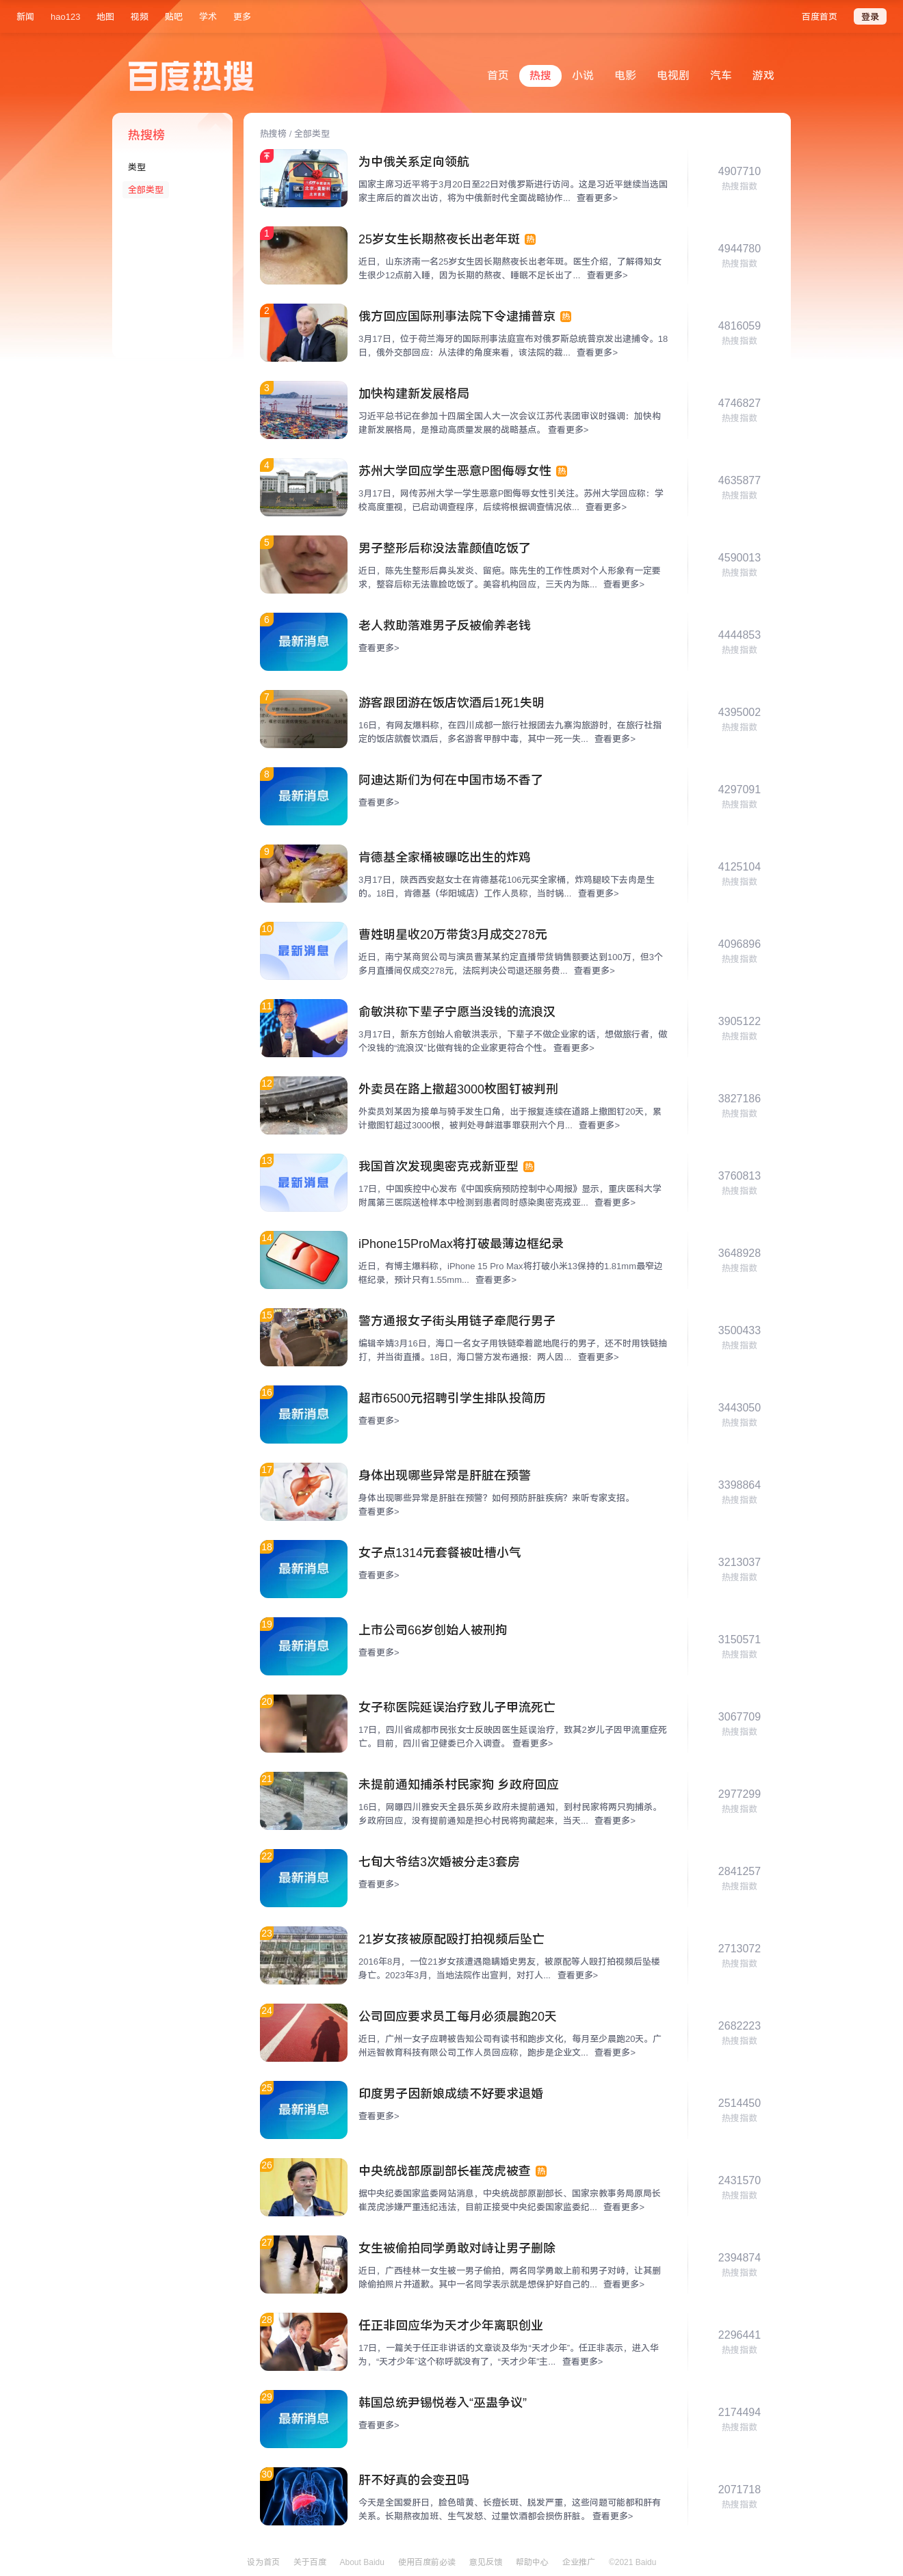 新闻 hao123 地图 视频 贴吧 学术 更多 百度首页 登录
百度热搜
首页 热搜 小说 电影 电视剧 汽车 游戏
热搜榜
类型
全部类型
热搜榜 / 全部类型
为中俄关系定向领航
国家主席习近平将于3月20日至22日对俄罗斯进行访问。这是习近平继续当选国
家主席后的首次出访，将为中俄新时代全面战略协作... 查看更多>
4907710
热搜指数
1
25岁女生长期熬夜长出老年斑 热
近日，山东济南一名25岁女生因长期熬夜长出老年斑。医生介绍，了解得知女
生很少12点前入睡，因为长期的熬夜、睡眠不足长出了... 查看更多>
4944780
热搜指数
2
俄方回应国际刑事法院下令逮捕普京 热
3月17日，位于荷兰海牙的国际刑事法庭宣布对俄罗斯总统普京发出逮捕令。18
日，俄外交部回应：从法律的角度来看，该法院的裁... 查看更多>
4816059
热搜指数
3
加快构建新发展格局
习近平总书记在参加十四届全国人大一次会议江苏代表团审议时强调：加快构
建新发展格局，是推动高质量发展的战略基点。 查看更多>
4746827
热搜指数
4
苏州大学回应学生恶意P图侮辱女性 热
3月17日，网传苏州大学一学生恶意P图侮辱女性引关注。苏州大学回应称：学
校高度重视，已启动调查程序，后续将根据调查情况依... 查看更多>
4635877
热搜指数
5
男子整形后称没法靠颜值吃饭了
近日，陈先生整形后鼻头发炎、留疤。陈先生的工作性质对个人形象有一定要
求，整容后称无法靠脸吃饭了。美容机构回应，三天内为陈... 查看更多>
4590013
热搜指数
6
最新消息
老人救助落难男子反被偷养老钱
查看更多>
4444853
热搜指数
7
游客跟团游在饭店饮酒后1死1失明
16日，有网友爆料称，在四川成都一旅行社报团去九寨沟旅游时，在旅行社指
定的饭店就餐饮酒后，多名游客甲醇中毒，其中一死一失... 查看更多>
4395002
热搜指数
8
最新消息
阿迪达斯们为何在中国市场不香了
查看更多>
4297091
热搜指数
9
肯德基全家桶被曝吃出生的炸鸡
3月17日，陕西西安赵女士在肯德基花106元买全家桶，炸鸡腿咬下去肉是生
的。18日，肯德基（华阳城店）工作人员称，当时锅... 查看更多>
4125104
热搜指数
10
最新消息
曹姓明星收20万带货3月成交278元
近日，南宁某商贸公司与演员曹某某约定直播带货销售额要达到100万，但3个
多月直播间仅成交278元，法院判决公司退还服务费... 查看更多>
4096896
热搜指数
11
俞敏洪称下辈子宁愿当没钱的流浪汉
3月17日，新东方创始人俞敏洪表示，下辈子不做企业家的话，想做旅行者，做
个没钱的“流浪汉”比做有钱的企业家更符合个性。 查看更多>
3905122
热搜指数
12
外卖员在路上撒超3000枚图钉被判刑
外卖员刘某因为接单与骑手发生口角，出于报复连续在道路上撒图钉20天，累
计撒图钉超过3000根，被判处寻衅滋事罪获刑六个月... 查看更多>
3827186
热搜指数
13
最新消息
我国首次发现奥密克戎新亚型 热
17日，中国疾控中心发布《中国疾病预防控制中心周报》显示，重庆医科大学
附属第三医院送检样本中检测到患者同时感染奥密克戎亚... 查看更多>
3760813
热搜指数
14
iPhone15ProMax将打破最薄边框纪录
近日，有博主爆料称，iPhone 15 Pro Max将打破小米13保持的1.81mm最窄边
框纪录，预计只有1.55mm... 查看更多>
3648928
热搜指数
15
警方通报女子街头用链子牵爬行男子
编辑辛婧3月16日，海口一名女子用铁链牵着跪地爬行的男子，还不时用铁链抽
打，并当街直播。18日，海口警方发布通报：两人因... 查看更多>
3500433
热搜指数
16
最新消息
超市6500元招聘引学生排队投简历
查看更多>
3443050
热搜指数
17
身体出现哪些异常是肝脏在预警
身体出现哪些异常是肝脏在预警？如何预防肝脏疾病？来听专家支招。
查看更多>
3398864
热搜指数
18
最新消息
女子点1314元套餐被吐槽小气
查看更多>
3213037
热搜指数
19
最新消息
上市公司66岁创始人被刑拘
查看更多>
3150571
热搜指数
20
女子称医院延误治疗致儿子甲流死亡
17日，四川省成都市民张女士反映因医生延误治疗，致其2岁儿子因甲流重症死
亡。目前，四川省卫健委已介入调查。 查看更多>
3067709
热搜指数
21
未提前通知捕杀村民家狗 乡政府回应
16日，网曝四川雅安天全县乐英乡政府未提前通知，到村民家将两只狗捕杀。
乡政府回应，没有提前通知是担心村民将狗藏起来，当天... 查看更多>
2977299
热搜指数
22
最新消息
七旬大爷结3次婚被分走3套房
查看更多>
2841257
热搜指数
23
21岁女孩被原配殴打拍视频后坠亡
2016年8月，一位21岁女孩遭遇隐瞒婚史男友，被原配等人殴打拍视频后坠楼
身亡。2023年3月，当地法院作出宣判，对打人... 查看更多>
2713072
热搜指数
24
公司回应要求员工每月必须晨跑20天
近日，广州一女子应聘被告知公司有读书和跑步文化，每月至少晨跑20天。广
州远智教育科技有限公司工作人员回应称，跑步是企业文... 查看更多>
2682223
热搜指数
25
最新消息
印度男子因新娘成绩不好要求退婚
查看更多>
2514450
热搜指数
26
中央统战部原副部长崔茂虎被查 热
据中央纪委国家监委网站消息，中央统战部原副部长、国家宗教事务局原局长
崔茂虎涉嫌严重违纪违法，目前正接受中央纪委国家监委纪... 查看更多>
2431570
热搜指数
27
女生被偷拍同学勇敢对峙让男子删除
近日，广西桂林一女生被一男子偷拍，两名同学勇敢上前和男子对峙，让其删
除偷拍照片并道歉。其中一名同学表示就是想保护好自己的... 查看更多>
2394874
热搜指数
28
任正非回应华为天才少年离职创业
17日，一篇关于任正非讲话的文章谈及华为“天才少年”。任正非表示，进入华
为，“天才少年”这个称呼就没有了，“天才少年”主... 查看更多>
2296441
热搜指数
29
最新消息
韩国总统尹锡悦卷入“巫蛊争议”
查看更多>
2174494
热搜指数
30
肝不好真的会变丑吗
今天是全国爱肝日，脸色暗黄、长痘长斑、脱发严重，这些问题可能都和肝有
关系。长期熬夜加班、生气发怒、过量饮酒都会损伤肝脏。 查看更多>
2071718
热搜指数
设为首页 关于百度 About Baidu 使用百度前必读 意见反馈 帮助中心 企业推广 ©2021 Baidu